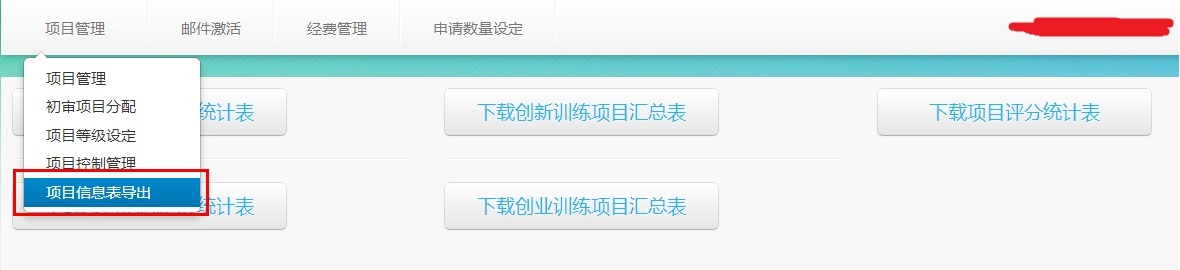 项目管理 邮件激活 经费管理 申请数量设定
项目管理
初审项目分配
项目等级设定
项目控制管理
项目信息表导出
统计表 下载创新训练项目汇总表 下载项目评分统计表
统计表 下载创业训练项目汇总表